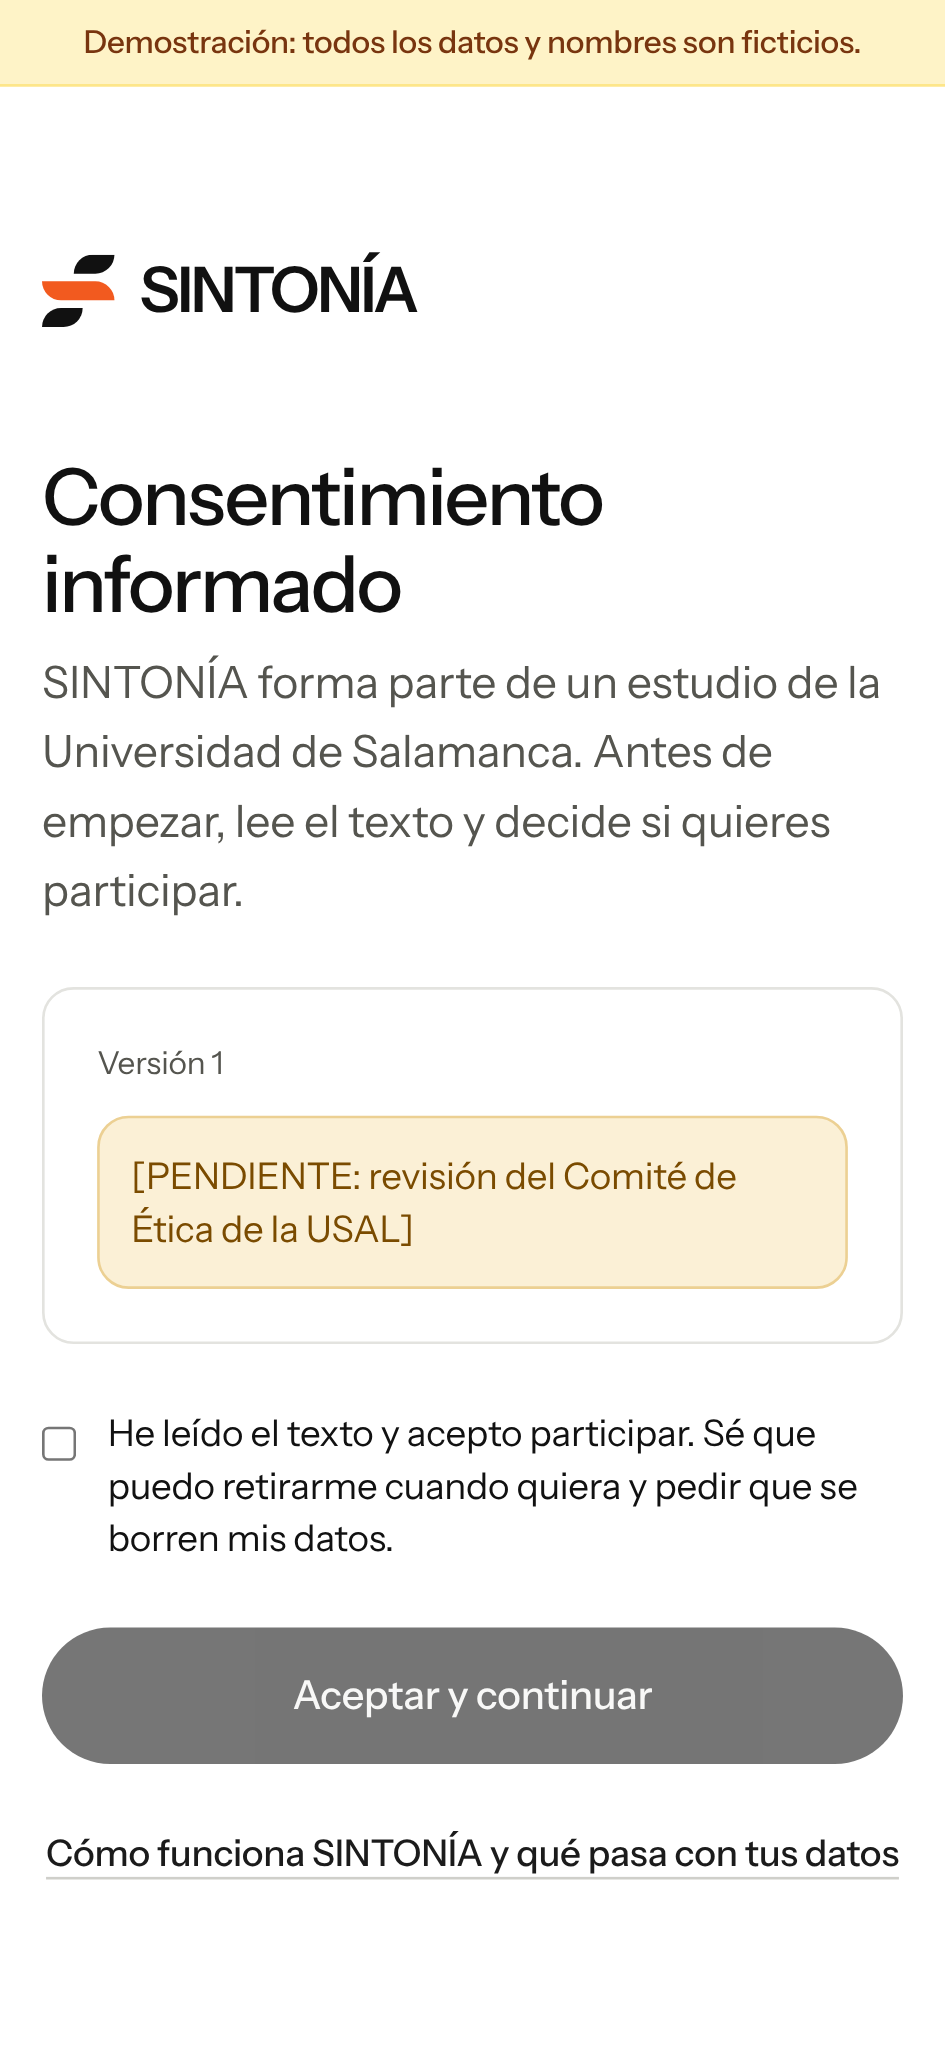 Demostración: todos los datos y nombres son ficticios.
SINTONÍA
Consentimiento
informado
SINTONÍA forma parte de un estudio de la
Universidad de Salamanca. Antes de
empezar, lee el texto y decide si quieres
participar.
Versión 1
[PENDIENTE: revisión del Comité de
Ética de la USAL]
He leído el texto y acepto participar. Sé que
puedo retirarme cuando quiera y pedir que se
borren mis datos.
Aceptar y continuar
Cómo funciona SINTONÍA y qué pasa con tus datos